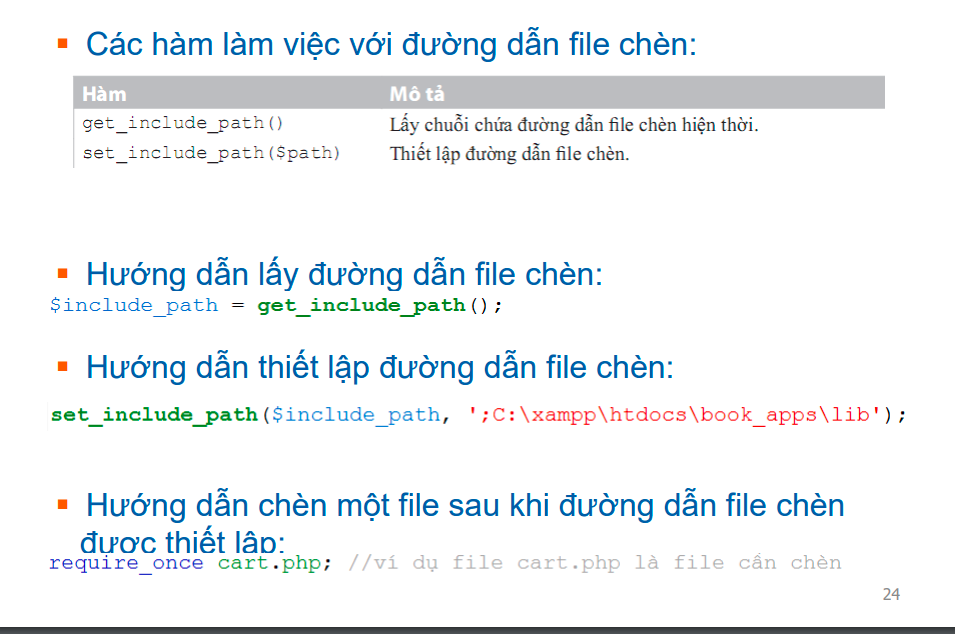 ▪ Các hàm làm việc với đường dẫn file chèn:
Hàm Mô tả
get_include_path() Lấy chuỗi chứa đường dẫn file chèn hiện thời.
set_include_path($path) Thiết lập đường dẫn file chèn.
▪ Hướng dẫn lấy đường dẫn file chèn:
$include_path = get_include_path();
▪ Hướng dẫn thiết lập đường dẫn file chèn:
set_include_path($include_path, ';C:\xampp\htdocs\book_apps\lib');
▪ Hướng dẫn chèn một file sau khi đường dẫn file chèn
được thiết lập:
require_once cart.php; //ví dụ file cart.php là file cần chèn
24